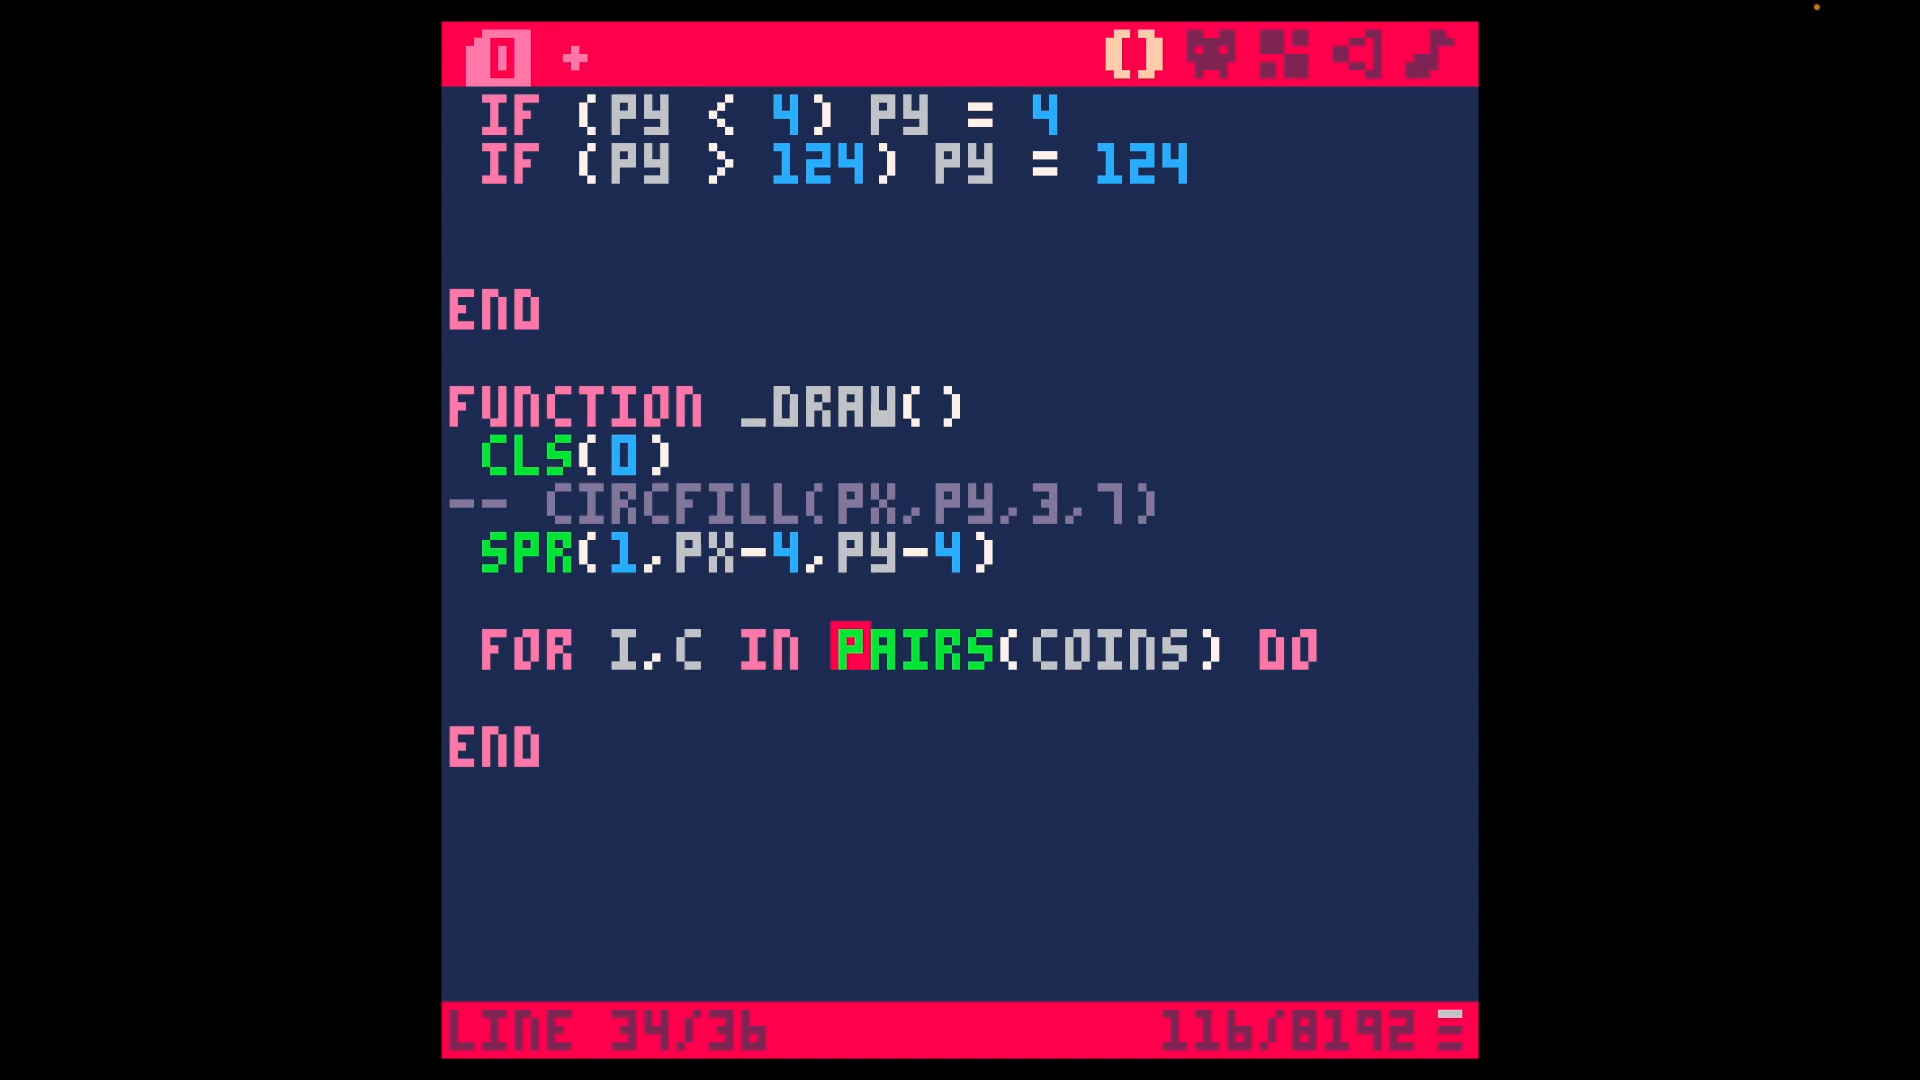 0 +
IF (PY < 4) PY = 4
IF (PY > 124) PY = 124
END
FUNCTION _DRAW()
CLS(0)
-- CIRCFILL(PX,PY,3,7)
SPR(1,PX-4,PY-4)
FOR I,C IN PAIRS(COINS) DO
END
LINE 34/36
116/8192